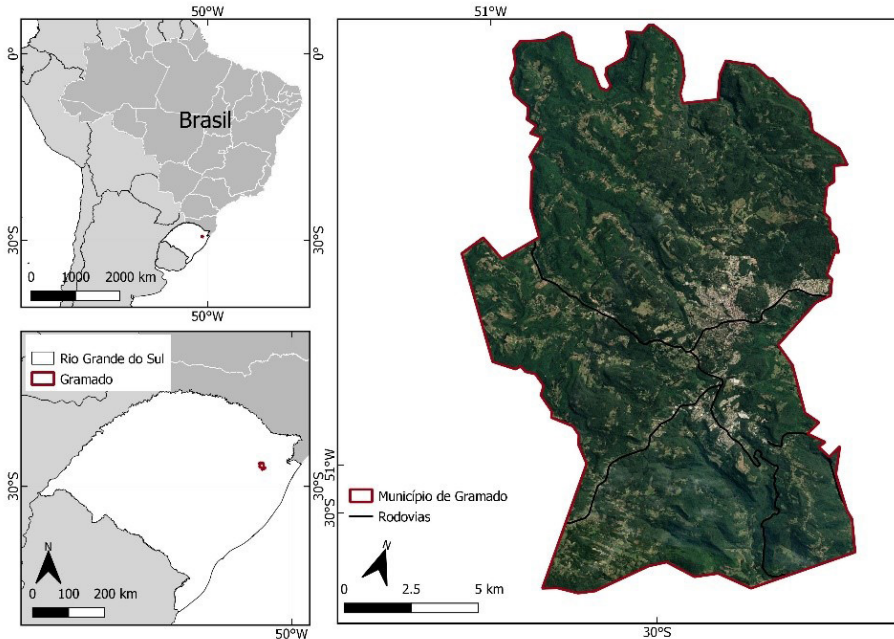 50°W
0°
0°
Brasil
30°S
30°S
0 1000 2000 km
50°W
Rio Grande do Sul
Gramado
30°S
30°S
N
0 100 200 km
50°W
51°W
51°W
30°S
Município de Gramado
Rodovias
N
0 2.5 5 km
30°S